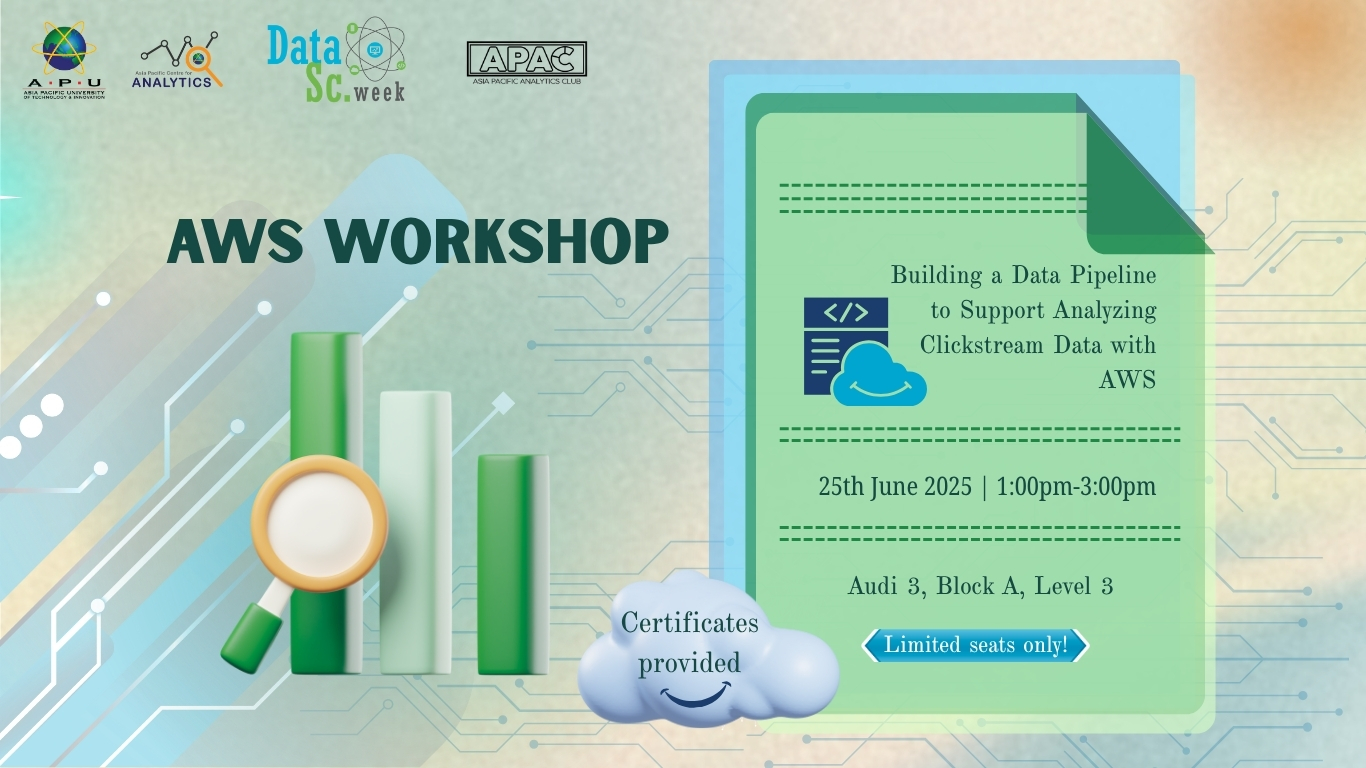 A·P·U
ASIA PACIFIC UNIVERSITY
OF TECHNOLOGY & INNOVATION
Asia Pacific Centre for
ANALYTICS
Data
Sc.week
APAC
ASIA PACIFIC ANALYTICS CLUB
AWS WORKSHOP
Building a Data Pipeline
to Support Analyzing
Clickstream Data with
AWS
25th June 2025 | 1:00pm-3:00pm
Audi 3, Block A, Level 3
Limited seats only!
Certificates
provided